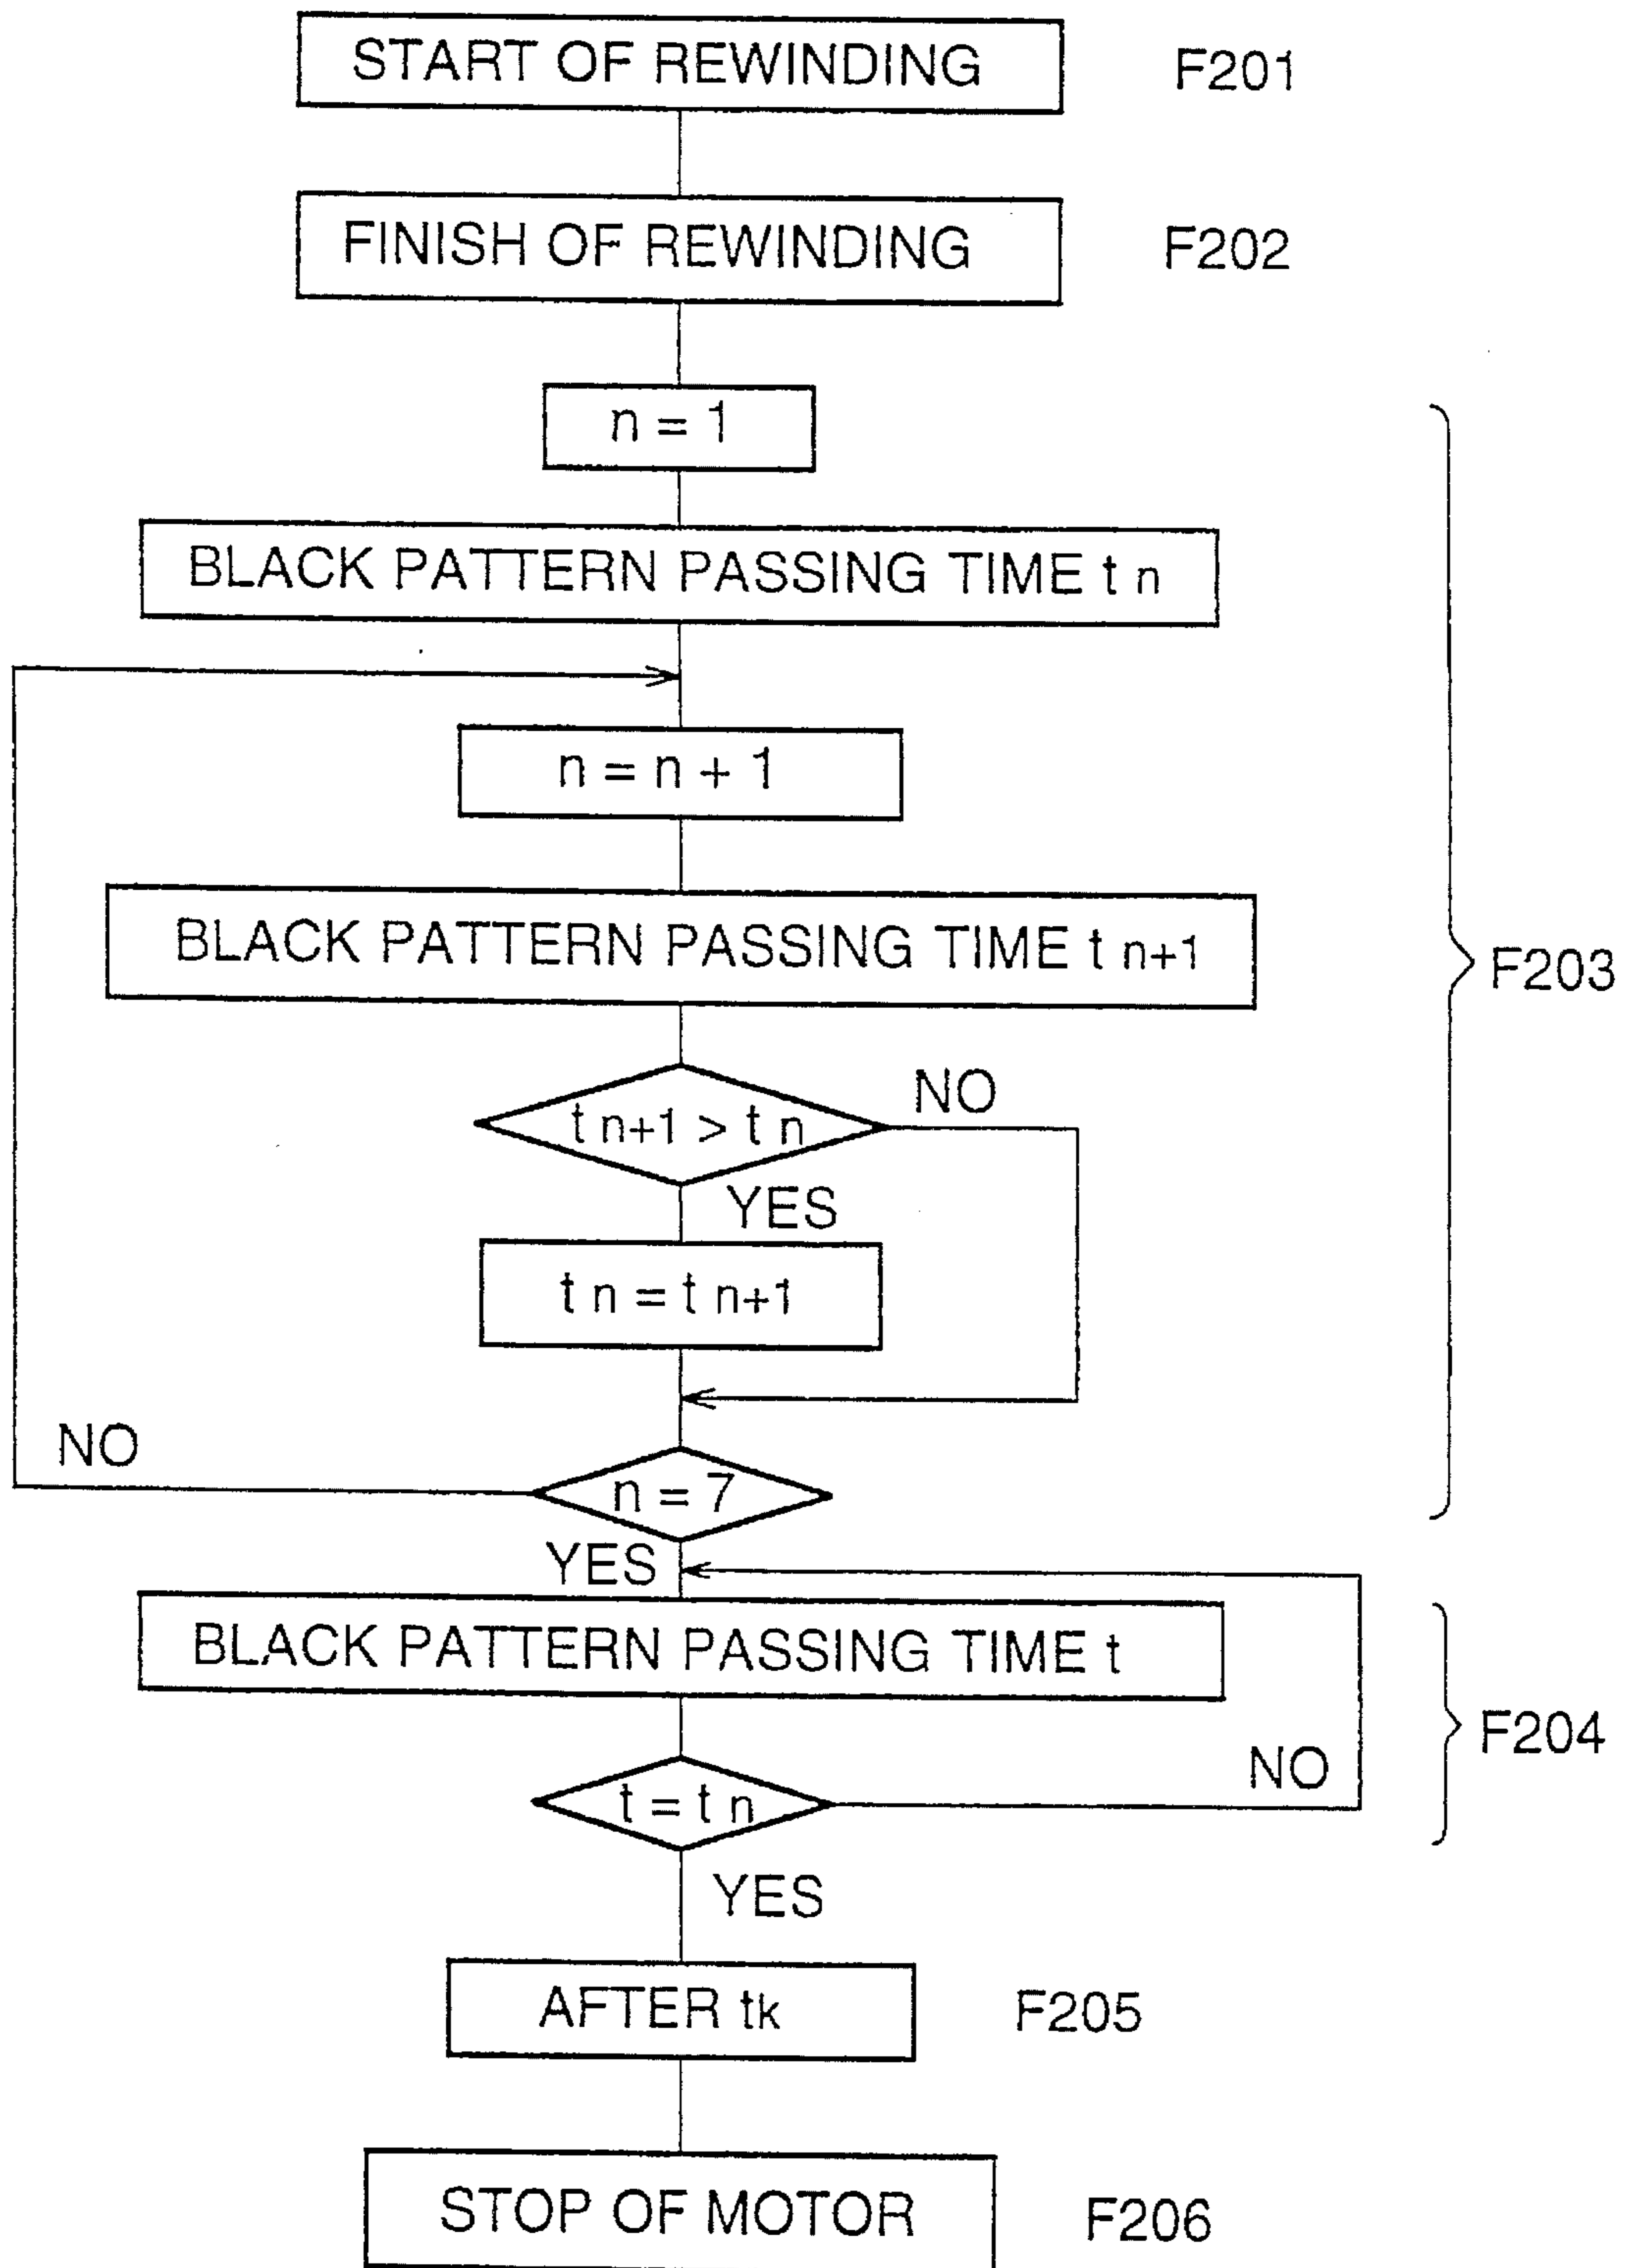 START OF REWINDING F201
FINISH OF REWINDING F202
n = 1
BLACK PATTERN PASSING TIME t n
n = n + 1
BLACK PATTERN PASSING TIME t n+1
F203
t n+1 > t n
NO
YES
t n = t n+1
NO
n = 7
YES
BLACK PATTERN PASSING TIME t
F204
t = t n
NO
YES
AFTER tk F205
STOP OF MOTOR F206